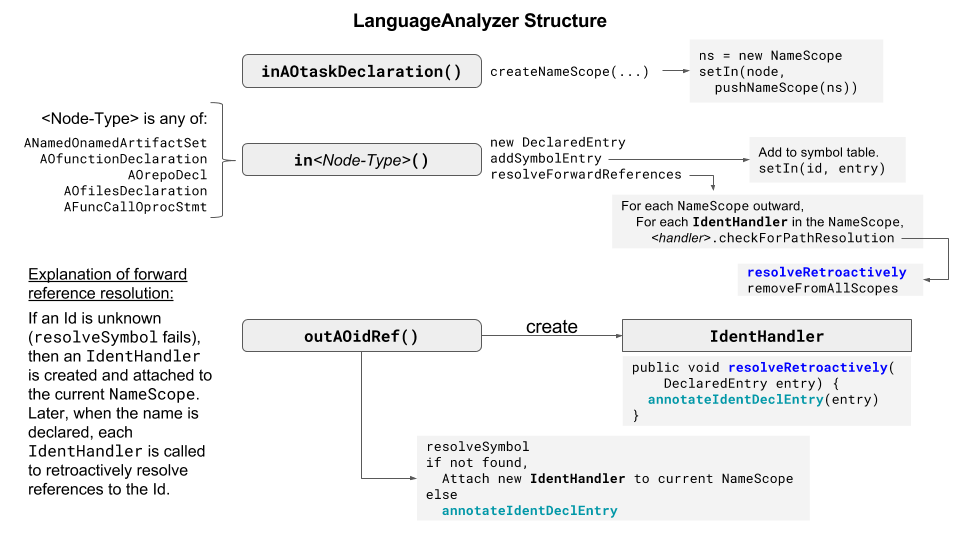 LanguageAnalyzer Structure
inAOtaskDeclaration()
createNameScope(...)
ns = new NameScope
setIn(node,
pushNameScope(ns))
<Node-Type> is any of:
ANamedOnamedArtifactSet
AOfunctionDeclaration
AOrepoDecl
AOfilesDeclaration
AFuncCallOprocStmt
in<Node-Type>()
new DeclaredEntry
addSymbolEntry
resolveForwardReferences
Add to symbol table.
setIn(id, entry)
For each NameScope outward,
For each IdentHandler in the NameScope,
<handler>.checkForPathResolution
resolveRetroactively
removeFromAllScopes
Explanation of forward
reference resolution:
If an Id is unknown
(resolveSymbol fails),
then an IdentHandler
is created and attached to
the current NameScope.
Later, when the name is
declared, each
IdentHandler is called
to retroactively resolve
references to the Id.
outAOidRef()
create
IdentHandler
public void resolveRetroactively(
DeclaredEntry entry) {
annotateIdentDeclEntry(entry)
}
resolveSymbol
if not found,
Attach new IdentHandler to current NameScope
else
annotateIdentDeclEntry